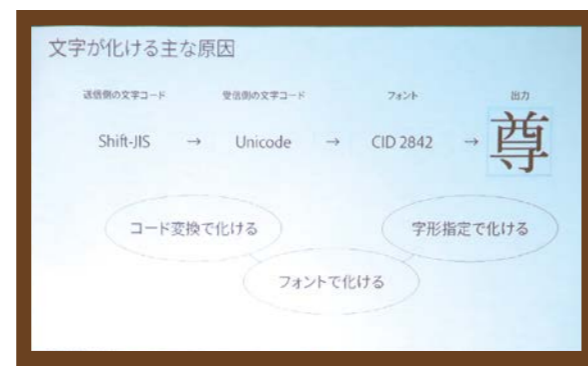 文字が化ける主な原因
送信側の文字コード
受信側の文字コード
フォント
出力
Shift-JIS → Unicode → CID 2842 → 尊
コード変換で化ける
字形指定で化ける
フォントで化ける